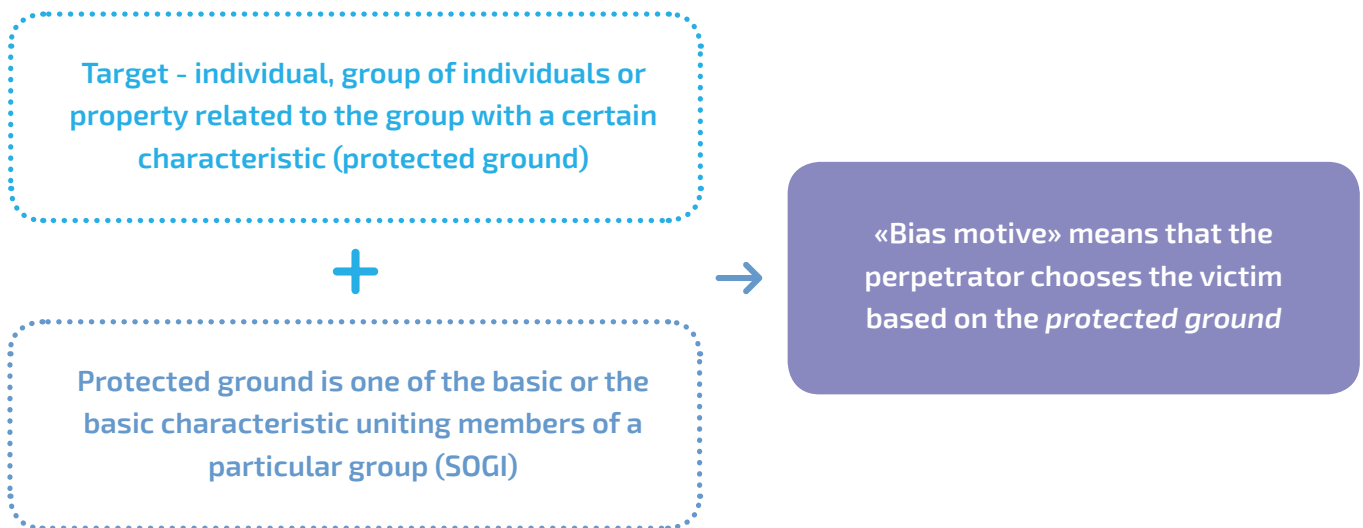 Target - individual, group of individuals or
property related to the group with a certain
characteristic (protected ground)
+
Protected ground is one of the basic or the
basic characteristic uniting members of a
particular group (SOGI)
→
«Bias motive» means that the
perpetrator chooses the victim
based on the protected ground